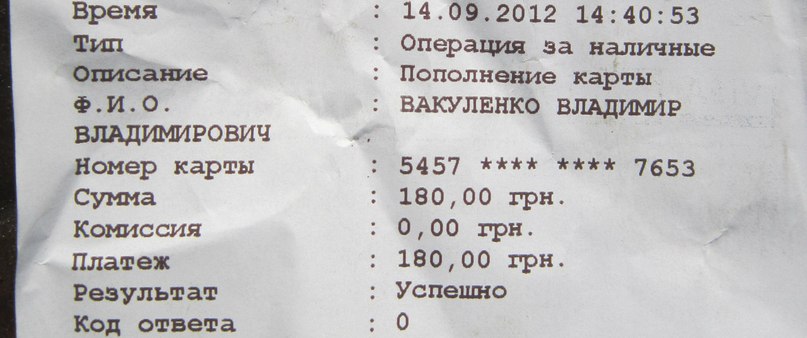 Время : 14.09.2012 14:40:53
Тип : Операция за наличные
Описание : Пополнение карты
Ф.И.О. : ВАКУЛЕНКО ВЛАДИМИР
ВЛАДИМИРОВИЧ
Номер карты : 5457 **** **** 7653
Сумма : 180,00 грн.
Комиссия : 0,00 грн.
Платеж : 180,00 грн.
Результат : Успешно
Код ответа : 0